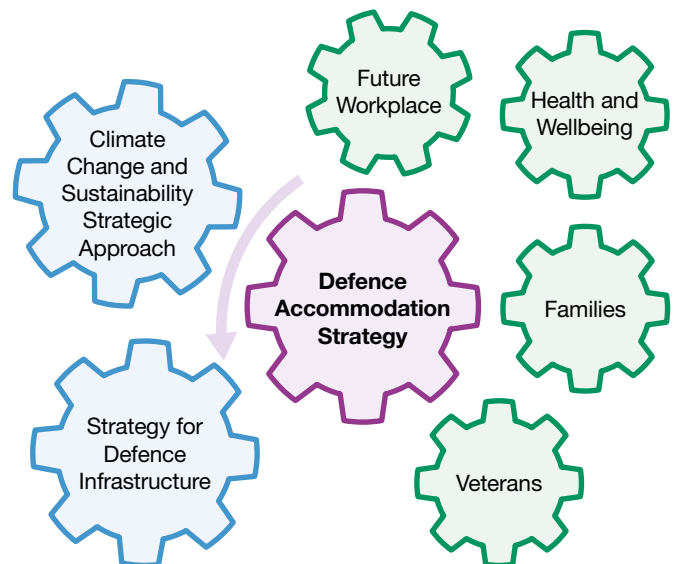 Future
Workplace
Health and
Wellbeing
Climate
Change and
Sustainability
Strategic
Approach
Defence
Accommodation
Strategy
Families
Strategy for
Defence
Infrastructure
Veterans